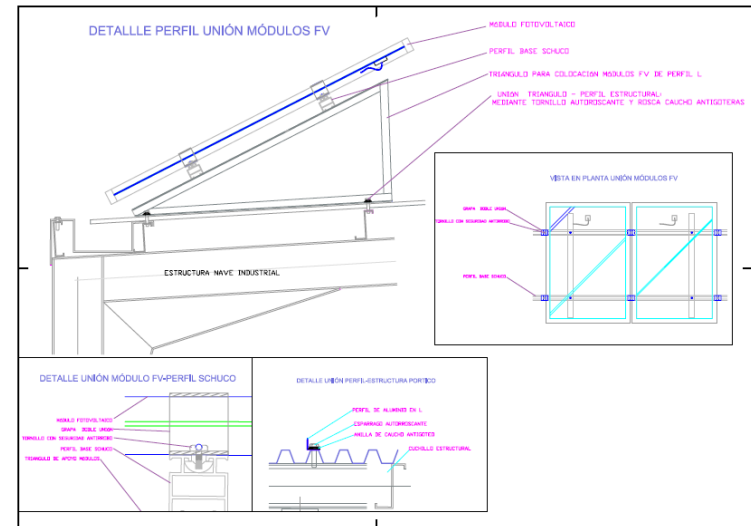 DETALLLE PERFIL UNIÓN MÓDULOS FV
MODULO FOTOVOLTAICO
PERFIL BASE SCHUCO
TRIANGULO PARA COLOCACION MODULOS FV DE PERFIL L
UNION TRIANGULO - PERFIL ESTRUCTURAL:
MEDIANTE TORNILLO AUTOROSCANTE Y ROSCA CAUCHO ANTIGOTERAS
ESTRUCTURA NAVE INDUSTRIAL
VISTA EN PLANTA UNIÓN MÓDULOS FV
GRAPA DOBLE UNION
TORNILLO CON SEGURIDAD ANTIRROBO
PERFIL BASE SCHUCO
DETALLE UNIÓN MÓDULO FV-PERFIL SCHUCO
MODULO FOTOVOLTAICO
GRAPA DOBLE UNION
TORNILLO CON SEGURIDAD ANTIRROBO
PERFIL BASE SCHUCO
TRIANGULO DE APOYO MODULOS
DETALLE UNIÓN PERFIL-ESTRUCTURA PORTICO
PERFIL DE ALUMINIO EN L
ESPARRAGO AUTORROSCANTE
ANILLA DE CAUCHO ANTIGOTEO
CUCHILLO ESTRUCTURAL